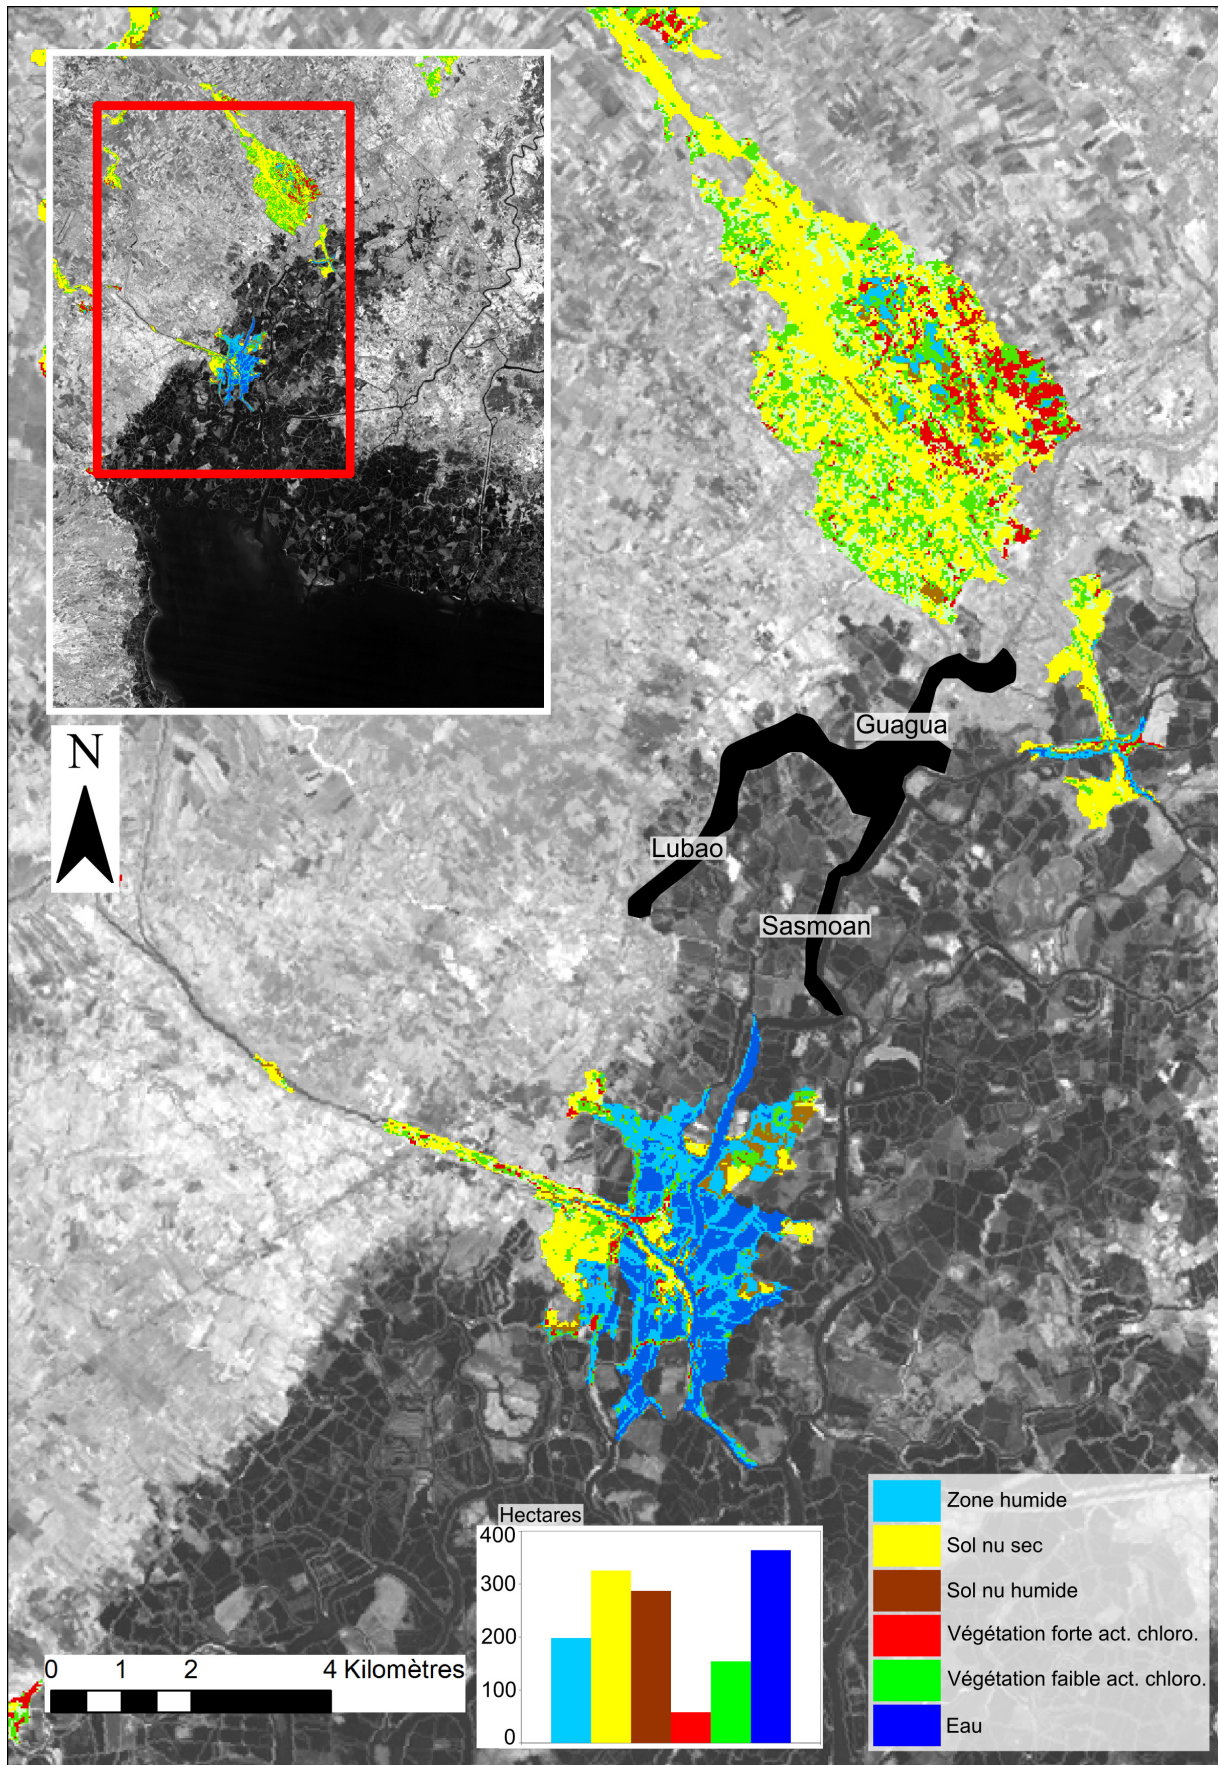 N
Guagua
Lubao
Sasmoan
Zone humide
Sol nu sec
Sol nu humide
Végétation forte act. chloro.
Végétation faible act. chloro.
Eau
Hectares
400
300
200
100
0
0 1 2 4 Kilomètres